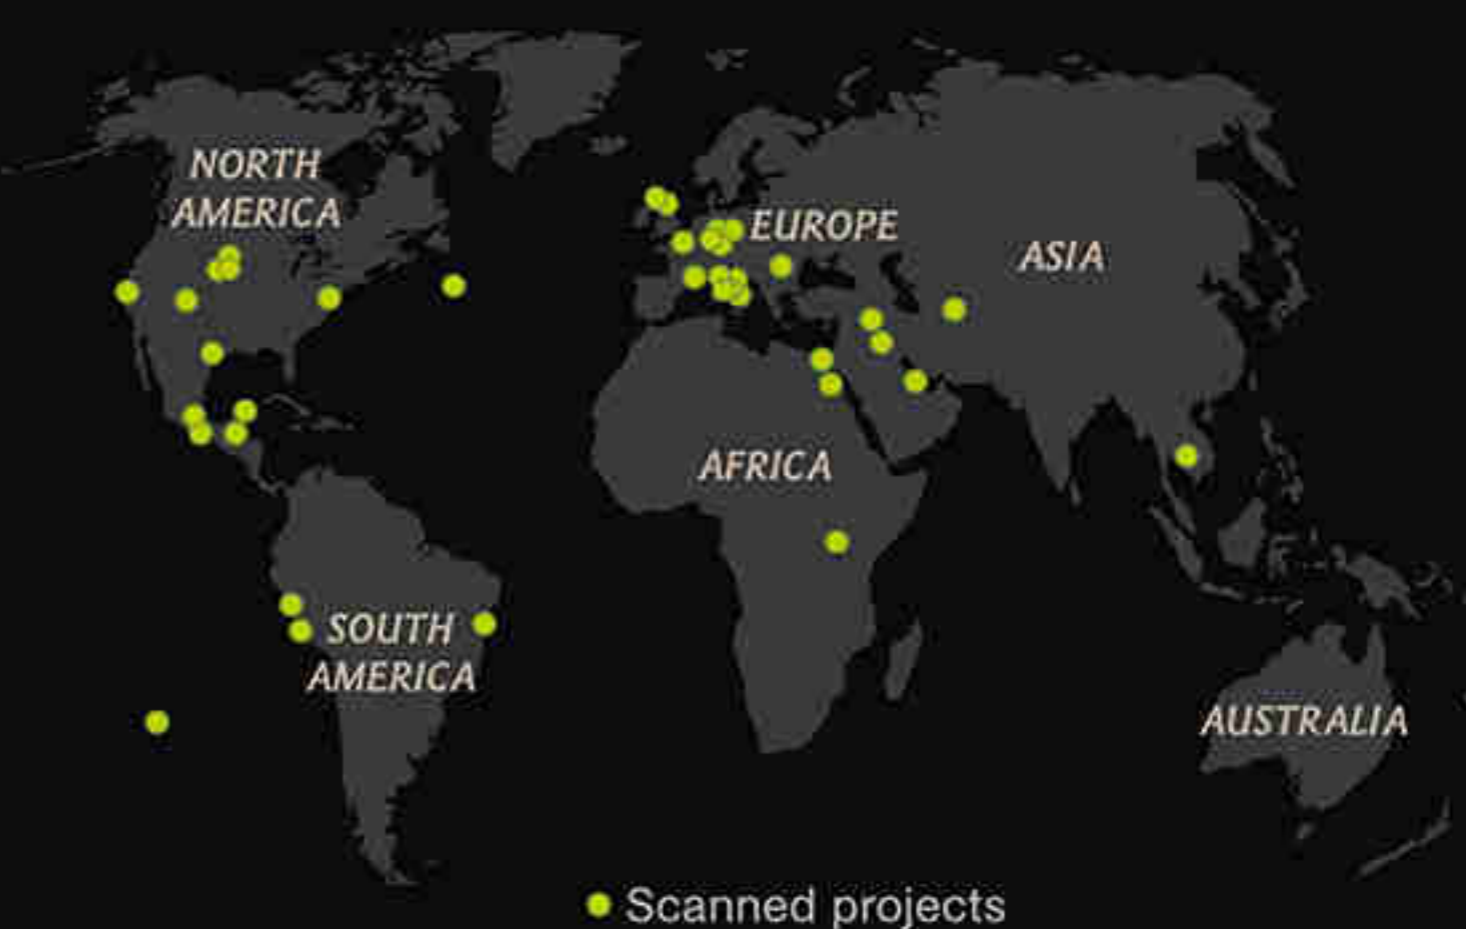 NORTH
AMERICA
EUROPE
ASIA
AFRICA
SOUTH
AMERICA
AUSTRALIA
Scanned projects